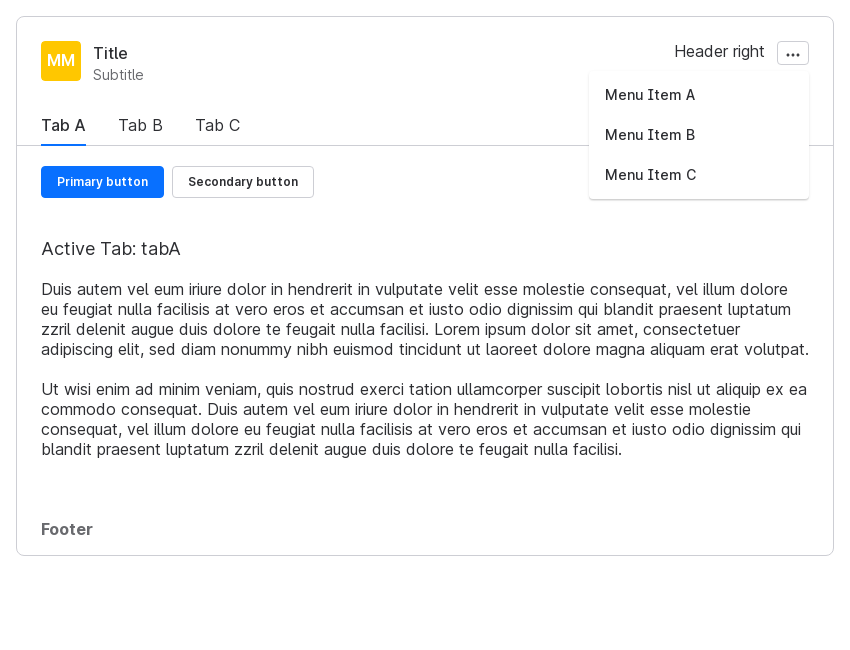 MM
Title
Subtitle
Header right
Menu Item A
Menu Item B
Menu Item C
Tab A
Tab B
Tab C
Primary button
Secondary button
Active Tab: tabA
Duis autem vel eum iriure dolor in hendrerit in vulputate velit esse molestie consequat, vel illum dolore
eu feugiat nulla facilisis at vero eros et accumsan et iusto odio dignissim qui blandit praesent luptatum
zzril delenit augue duis dolore te feugait nulla facilisi. Lorem ipsum dolor sit amet, consectetuer
adipiscing elit, sed diam nonummy nibh euismod tincidunt ut laoreet dolore magna aliquam erat volutpat.
Ut wisi enim ad minim veniam, quis nostrud exerci tation ullamcorper suscipit lobortis nisl ut aliquip ex ea
commodo consequat. Duis autem vel eum iriure dolor in hendrerit in vulputate velit esse molestie
consequat, vel illum dolore eu feugiat nulla facilisis at vero eros et accumsan et iusto odio dignissim qui
blandit praesent luptatum zzril delenit augue duis dolore te feugait nulla facilisi.
Footer